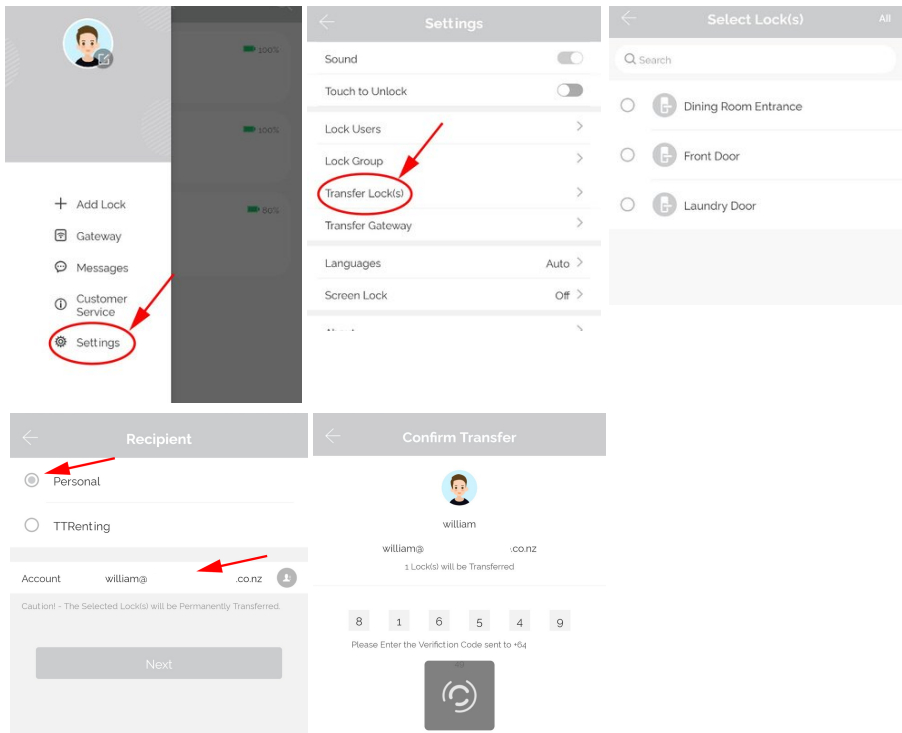 100%
100%
80%
Add Lock
Gateway
Messages
Customer
Service
Settings
Settings
Sound
Touch to Unlock
Lock Users
Lock Group
Transfer Lock(s)
Transfer Gateway
Languages Auto
Screen Lock Off
Select Lock(s) All
Search
Dining Room Entrance
Front Door
Laundry Door
Recipient
Personal
TTRenting
Account william@ .co.nz
Caution! - The Selected Lock(s) will be Permanently Transferred.
Next
Confirm Transfer
william
william@ .co.nz
1 Lock(s) will be Transferred
8 1 6 5 4 9
Please Enter the Verifiction Code sent to +64